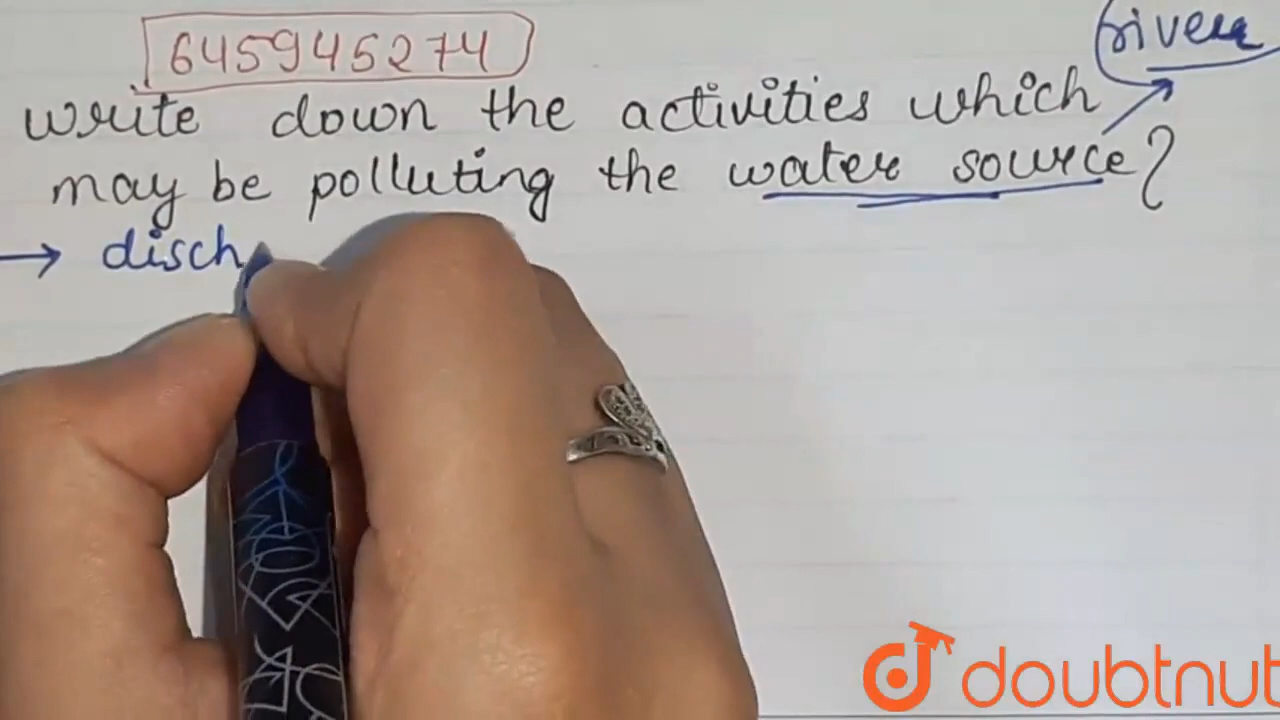 645945274
river
write down the activities which
may be polluting the water source?
→ disch
doubtnut